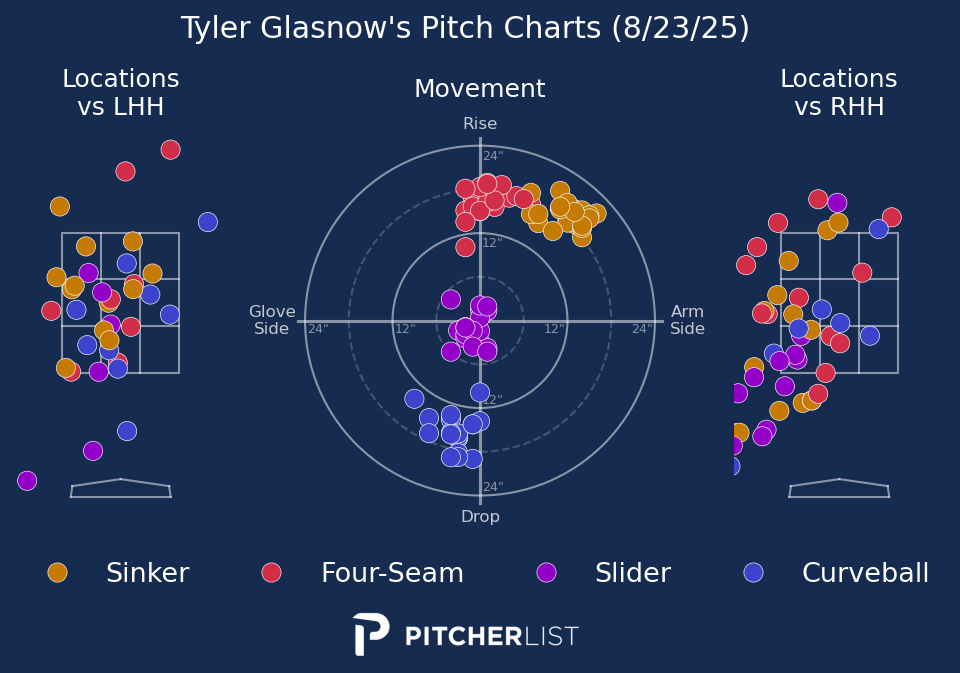 Tyler Glasnow's Pitch Charts (8/23/25)
Locations
vs LHH
Movement
Locations
vs RHH
Rise
24"
12"
Glove
Side
24"
12"
12"
24"
Arm
Side
12"
24"
Drop
Sinker
Four-Seam
Slider
Curveball
PITCHERLIST